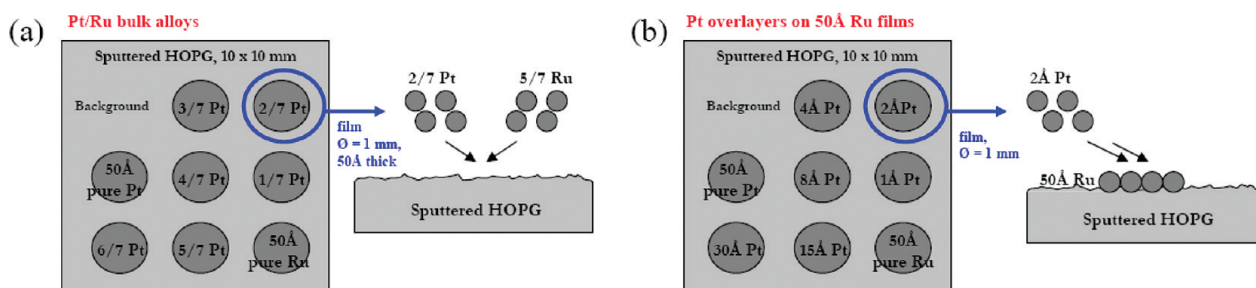 (a)
Pt/Ru bulk alloys
Sputtered HOPG, 10 x 10 mm
Background
3/7 Pt
2/7 Pt
50Å
pure Pt
4/7 Pt
1/7 Pt
6/7 Pt
5/7 Pt
50Å
pure Ru
film
Ø = 1 mm,
50Å thick
2/7 Pt
5/7 Ru
Sputtered HOPG
(b)
Pt overlayers on 50Å Ru films
Sputtered HOPG, 10 x 10 mm
Background
4Å Pt
2ÅPt
50Å
pure Pt
8Å Pt
1Å Pt
30Å Pt
15Å Pt
50Å
pure Ru
film,
Ø = 1 mm
2Å Pt
50Å Ru
Sputtered HOPG